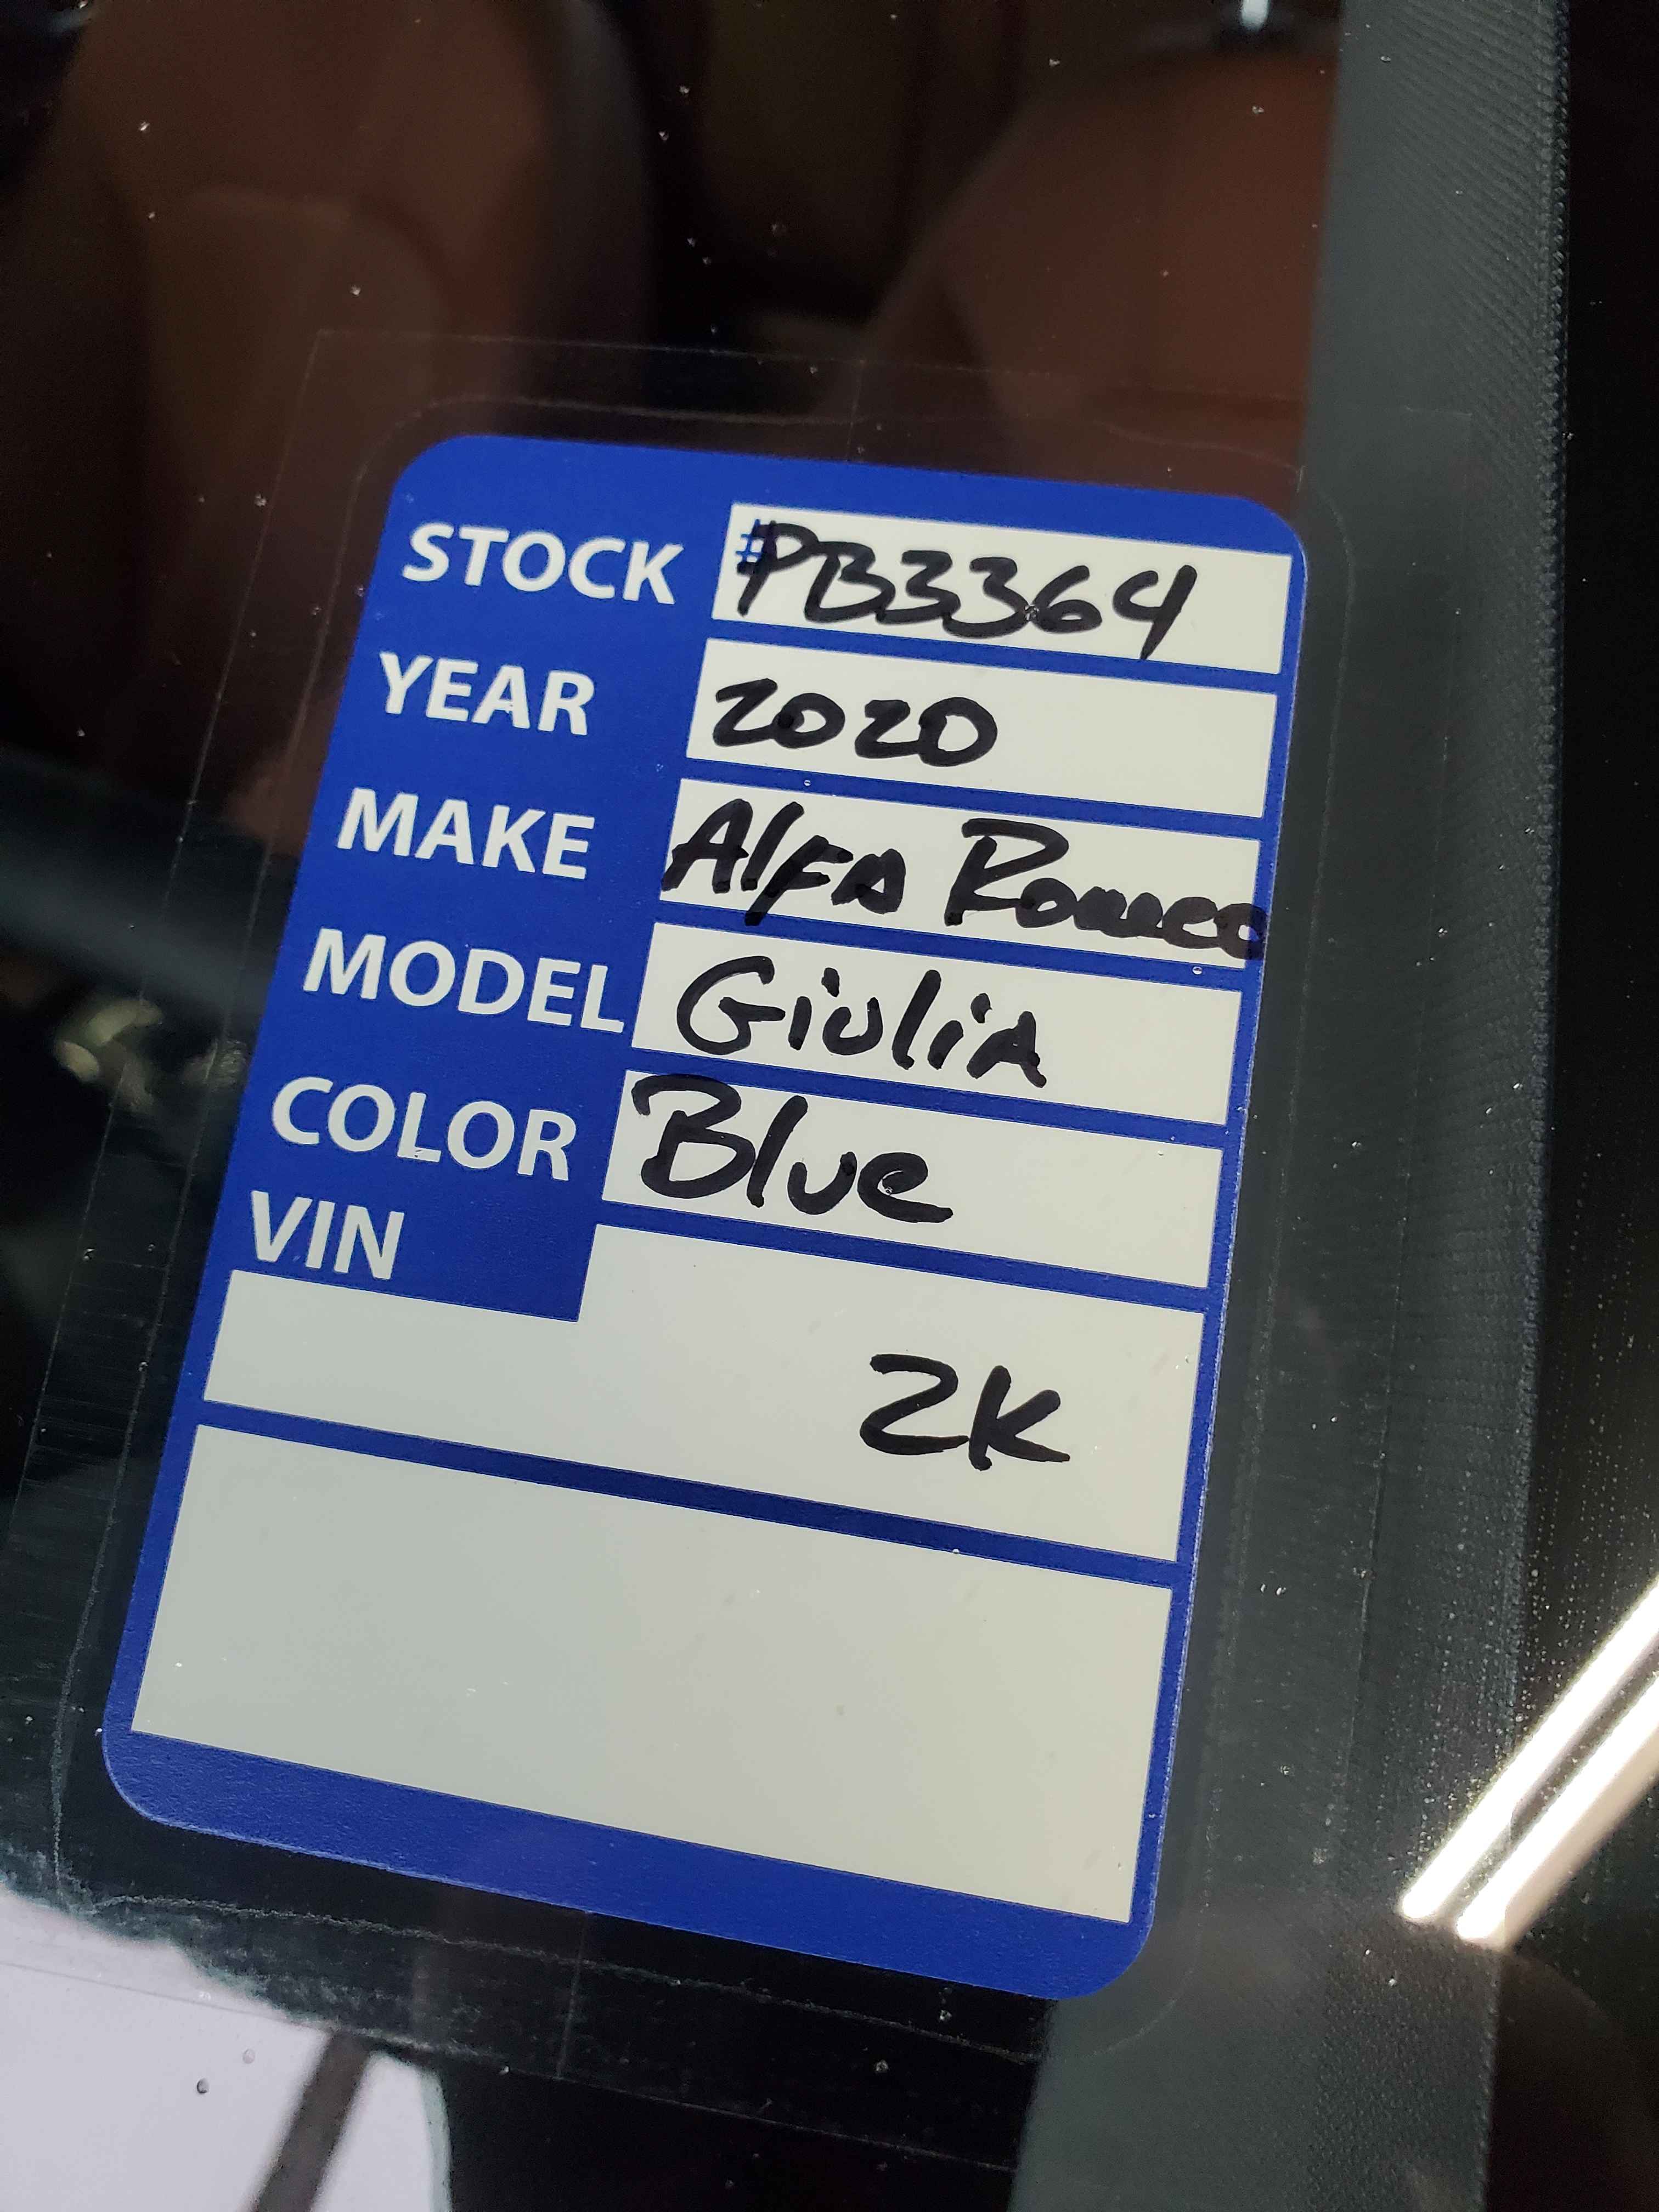 STOCK #PB3364
YEAR 2020
MAKE AlFA Romeo
MODEL GiuliA
COLOR Blue
VIN
2K